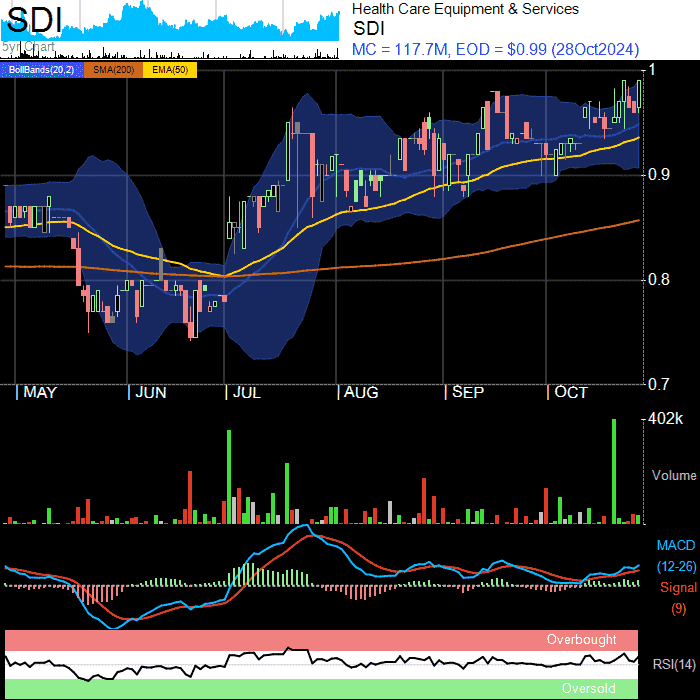 SDI
5yr Chart
Health Care Equipment & Services
SDI
MC = 117.7M, EOD = $0.99 (28Oct2024)
BollBands(20,2) SMA(200) EMA(50)
1
0.9
0.8
0.7
MAY JUN JUL AUG SEP OCT
402k
Volume
MACD
(12-26)
Signal
(9)
Overbought
RSI(14)
Oversold